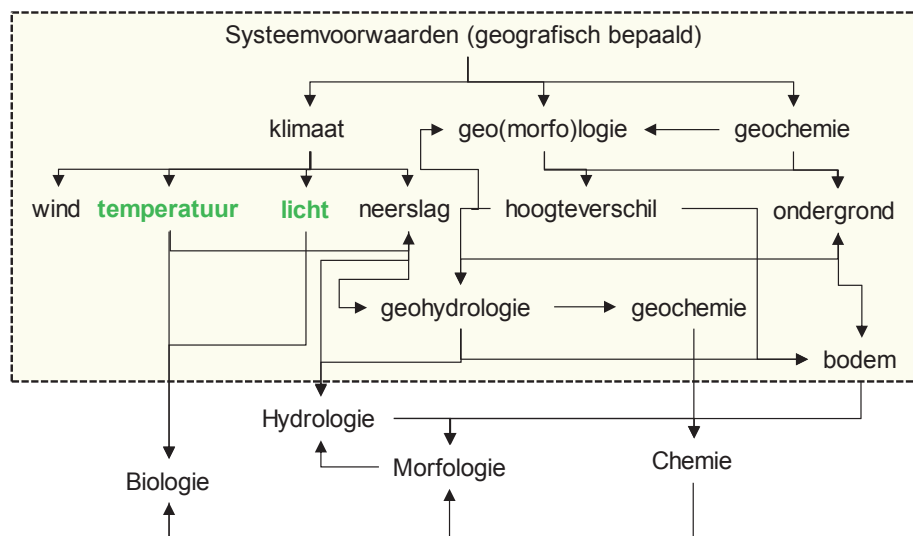 Systeemvoorwaarden (geografisch bepaald)
klimaat geo(morfo)logie geochemie
wind temperatuur licht neerslag hoogteverschil ondergrond
geohydrologie geochemie
bodem
Hydrologie
Morfologie Chemie
Biologie